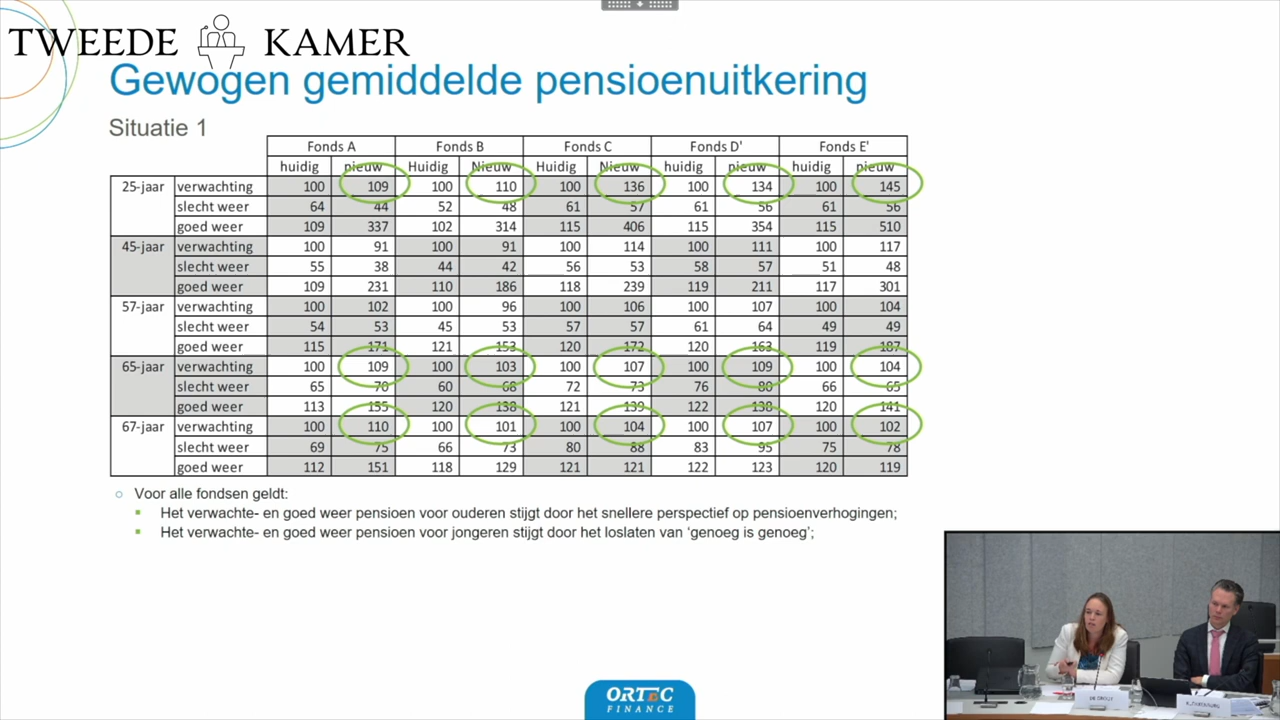 TWEEDE KAMER
Gewogen gemiddelde pensioenuitkering
Situatie 1
Fonds A Fonds B Fonds C Fonds D' Fonds E'
huidig nieuw Huidig Nieuw Huidig Nieuw huidig nieuw huidig nieuw
25-jaar verwachting 100 109 100 110 100 136 100 134 100 145
slecht weer 64 44 52 48 61 57 61 56 61 56
goed weer 109 337 102 314 115 406 115 354 115 510
45-jaar verwachting 100 91 100 91 100 114 100 111 100 117
slecht weer 55 38 44 42 56 53 58 57 51 48
goed weer 109 231 110 186 118 239 119 211 117 301
57-jaar verwachting 100 102 100 96 100 106 100 107 100 104
slecht weer 54 53 45 53 57 57 61 64 49 49
goed weer 115 171 121 153 120 172 120 163 119 187
65-jaar verwachting 100 109 100 103 100 107 100 109 100 104
slecht weer 65 70 60 68 72 73 76 80 66 65
goed weer 113 155 120 138 121 139 122 138 120 141
67-jaar verwachting 100 110 100 101 100 104 100 107 100 102
slecht weer 69 75 66 73 80 88 83 95 75 78
goed weer 112 151 118 129 121 121 122 123 120 119
Voor alle fondsen geldt:
Het verwachte- en goed weer pensioen voor ouderen stijgt door het snellere perspectief op pensioenverhogingen;
Het verwachte- en goed weer pensioen voor jongeren stijgt door het loslaten van 'genoeg is genoeg';
ORTEC
FINANCE